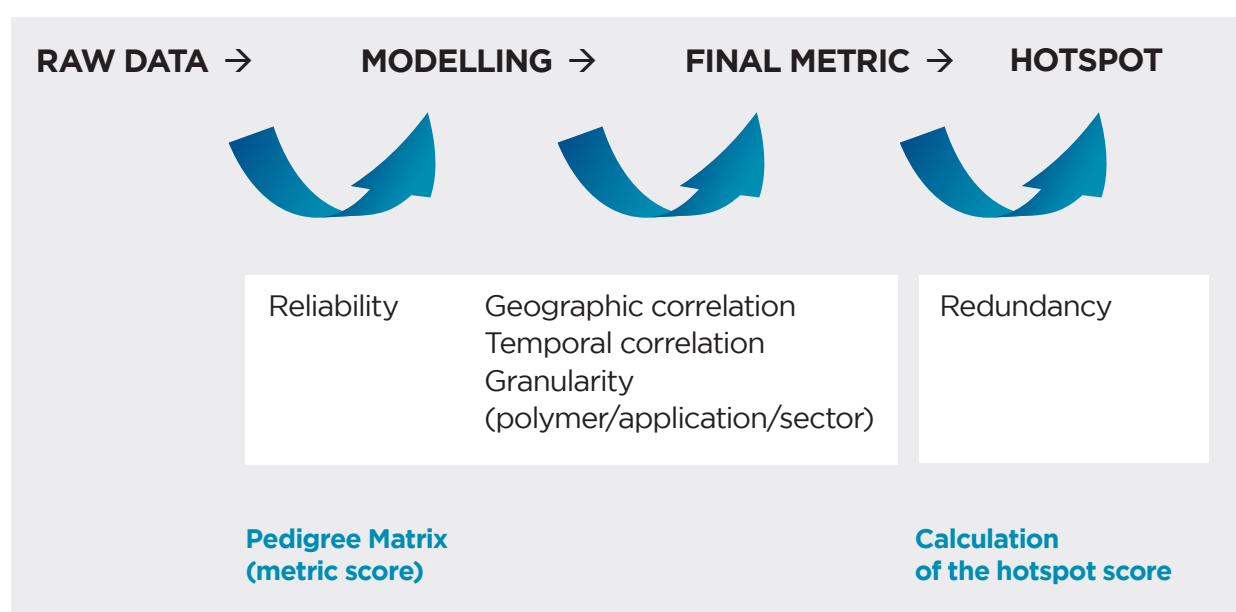 RAW DATA → MODELLING → FINAL METRIC → HOTSPOT
Reliability
Geographic correlation
Temporal correlation
Granularity
(polymer/application/sector)
Redundancy
Pedigree Matrix
(metric score)
Calculation
of the hotspot score